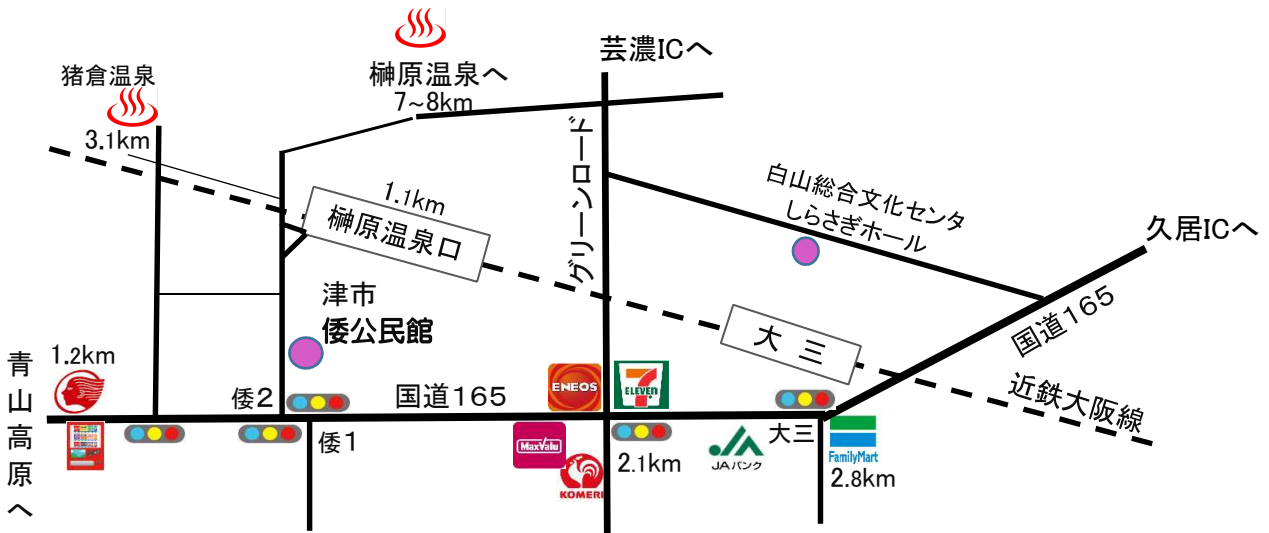 芸濃ICへ
猪倉温泉
榊原温泉へ
7~8km
3.1km
グリーンロード
白山総合文化センタ
しらさぎホール
1.1km
榊原温泉口
久居ICへ
津市
倭公民館
国道165
大 三
近鉄大阪線
青山高原へ
1.2km
倭2
国道165
ENEOS
7
ELEVEN
倭1
MaxValu
KOMERI
2.1km
JAバンク
大三
FamilyMart
2.8km